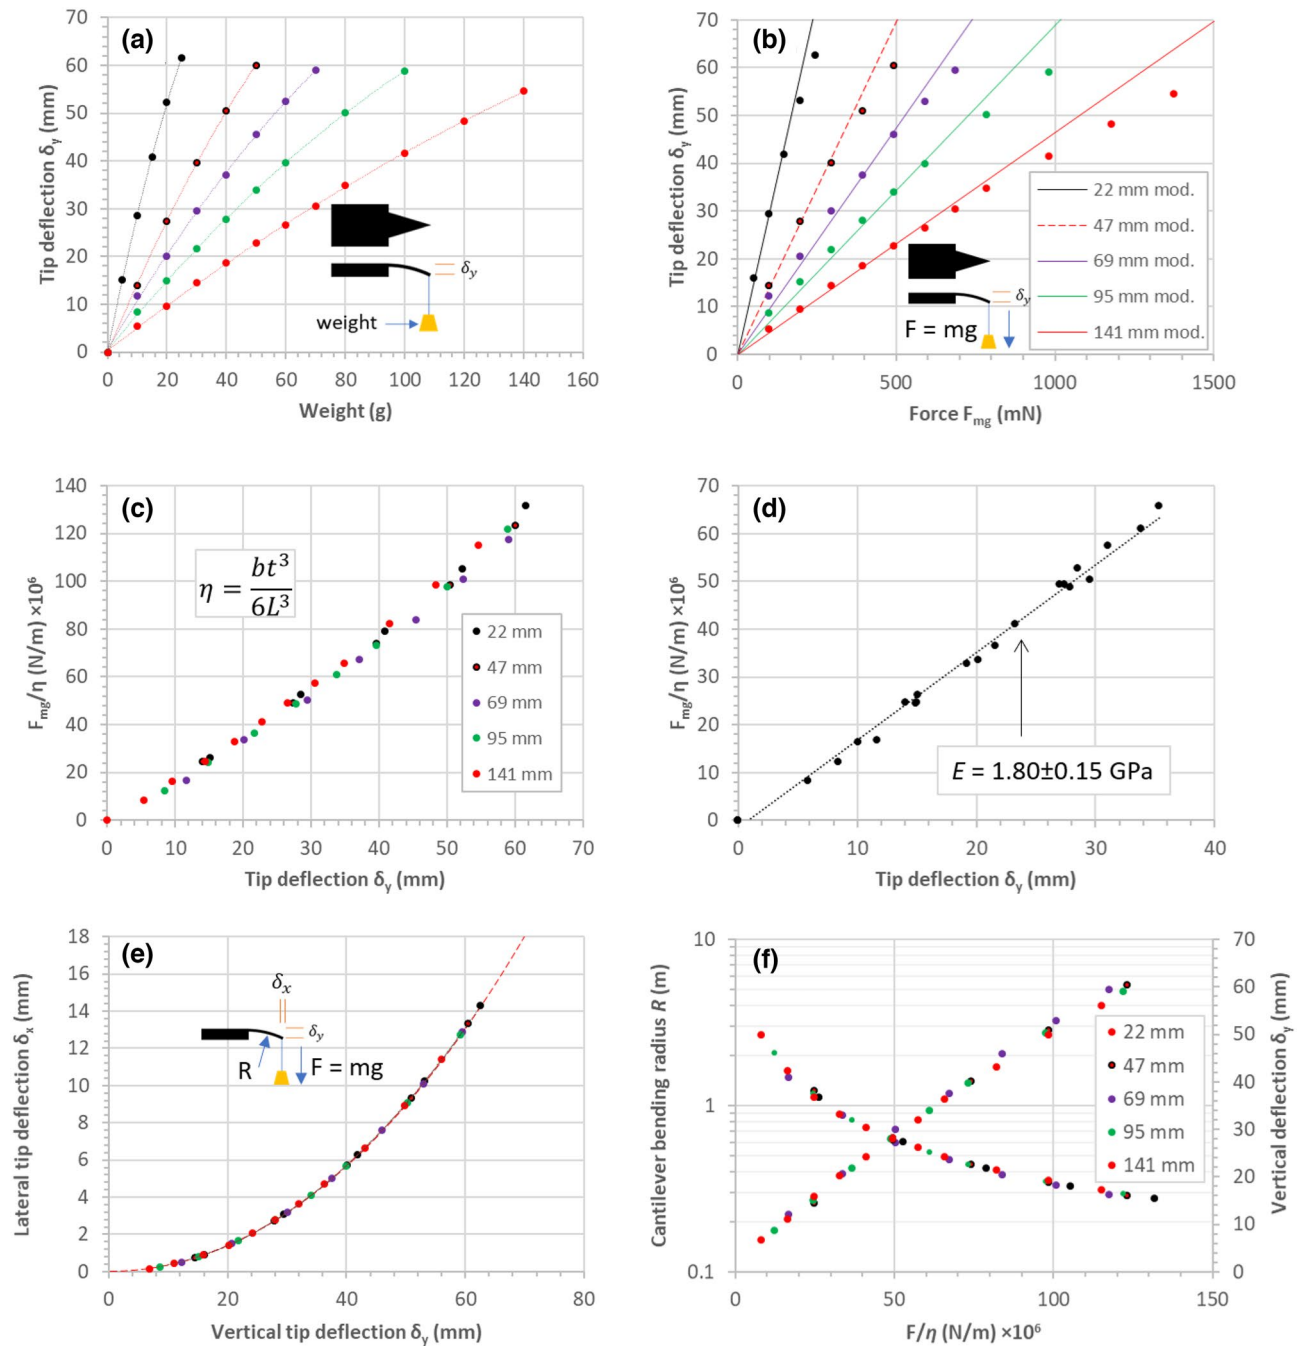 (a)
Tip deflection δy (mm)
70
60
50
40
30
20
10
0
0 20 40 60 80 100 120 140 160
Weight (g)
δy
weight
(b)
Tip deflection δy (mm)
70
60
50
40
30
20
10
0
0 500 1000 1500
Force Fmg (mN)
22 mm mod.
47 mm mod.
69 mm mod.
95 mm mod.
141 mm mod.
δy
F = mg
(c)
Fmg/η (N/m) ×10⁶
140
120
100
80
60
40
20
0
0 10 20 30 40 50 60 70
Tip deflection δy (mm)
η = bt³/6L³
22 mm
47 mm
69 mm
95 mm
141 mm
(d)
Fmg/η (N/m) ×10⁶
70
60
50
40
30
20
10
0
0 10 20 30 40
Tip deflection δy (mm)
E = 1.80±0.15 GPa
(e)
Lateral tip deflection δx (mm)
18
16
14
12
10
8
6
4
2
0
0 20 40 60 80
Vertical tip deflection δy (mm)
δx
δy
R
F = mg
(f)
Cantilever bending radius R (m)
10
1
0.1
0 50 100 150
F/η (N/m) ×10⁶
70
60
50
40
30
20
10
0
Vertical deflection δy (mm)
22 mm
47 mm
69 mm
95 mm
141 mm